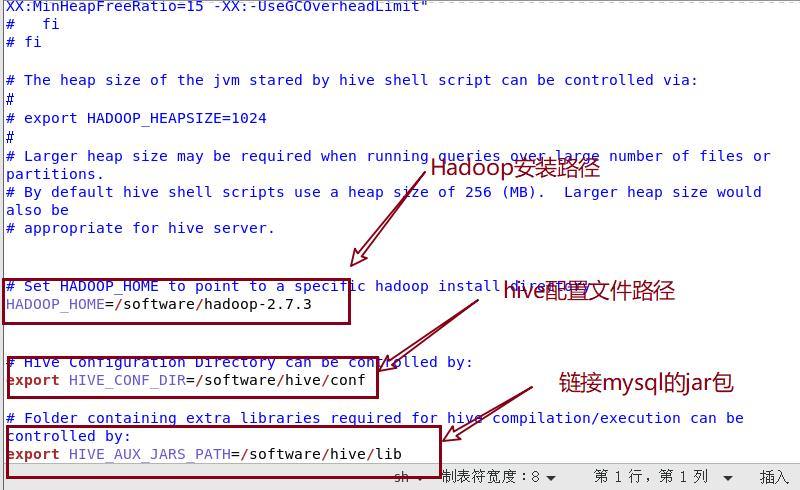 XX:MinHeapFreeRatio=15 -XX:-UseGCOverheadLimit"
#   fi
# fi
# The heap size of the jvm stared by hive shell script can be controlled via:
#
# export HADOOP_HEAPSIZE=1024
#
# Larger heap size may be required when running queries over large number of files or
partitions.
Hadoop安装路径
# By default hive shell scripts use a heap size of 256 (MB).  Larger heap size would
also be
# appropriate for hive server.
# Set HADOOP_HOME to point to a specific hadoop install directory
hive配置文件路径
HADOOP_HOME=/software/hadoop-2.7.3
# Hive Configuration Directory can be controlled by:
export HIVE_CONF_DIR=/software/hive/conf
链接mysql的jar包
# Folder containing extra libraries required for hive compilation/execution can be
controlled by:
export HIVE_AUX_JARS_PATH=/software/hive/lib
sh 制表符宽度：8 第 1 行，第 1 列 插入